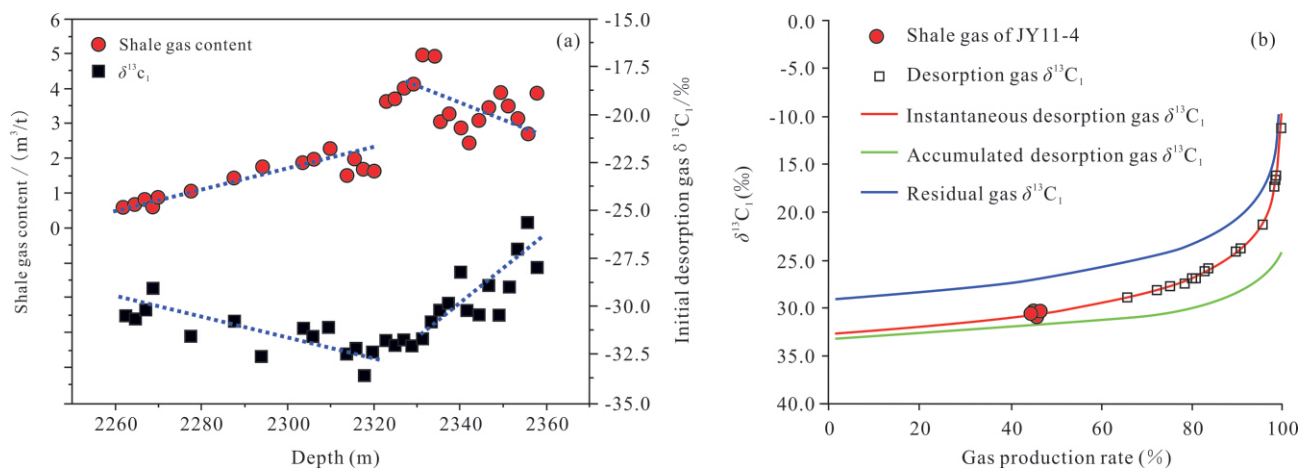 6
5
4
3
2
1
0
Shale gas content / (m³/t)
Shale gas content
δ¹³c₁
(a)
-15.0
-17.5
-20.0
-22.5
-25.0
-27.5
-30.0
-32.5
-35.0
Initial desorption gas δ ¹³C₁/‰
2260
2280
2300
2320
2340
2360
Depth (m)
0.0
-5.0
-10.0
15.0
20.0
25.0
30.0
35.0
40.0
δ¹³C₁(‰)
(b)
Shale gas of JY11-4
Desorption gas δ¹³C₁
Instantaneous desorption gas δ¹³C₁
Accumulated desorption gas δ¹³C₁
Residual gas δ¹³C₁
0
20
40
60
80
100
Gas production rate (%)